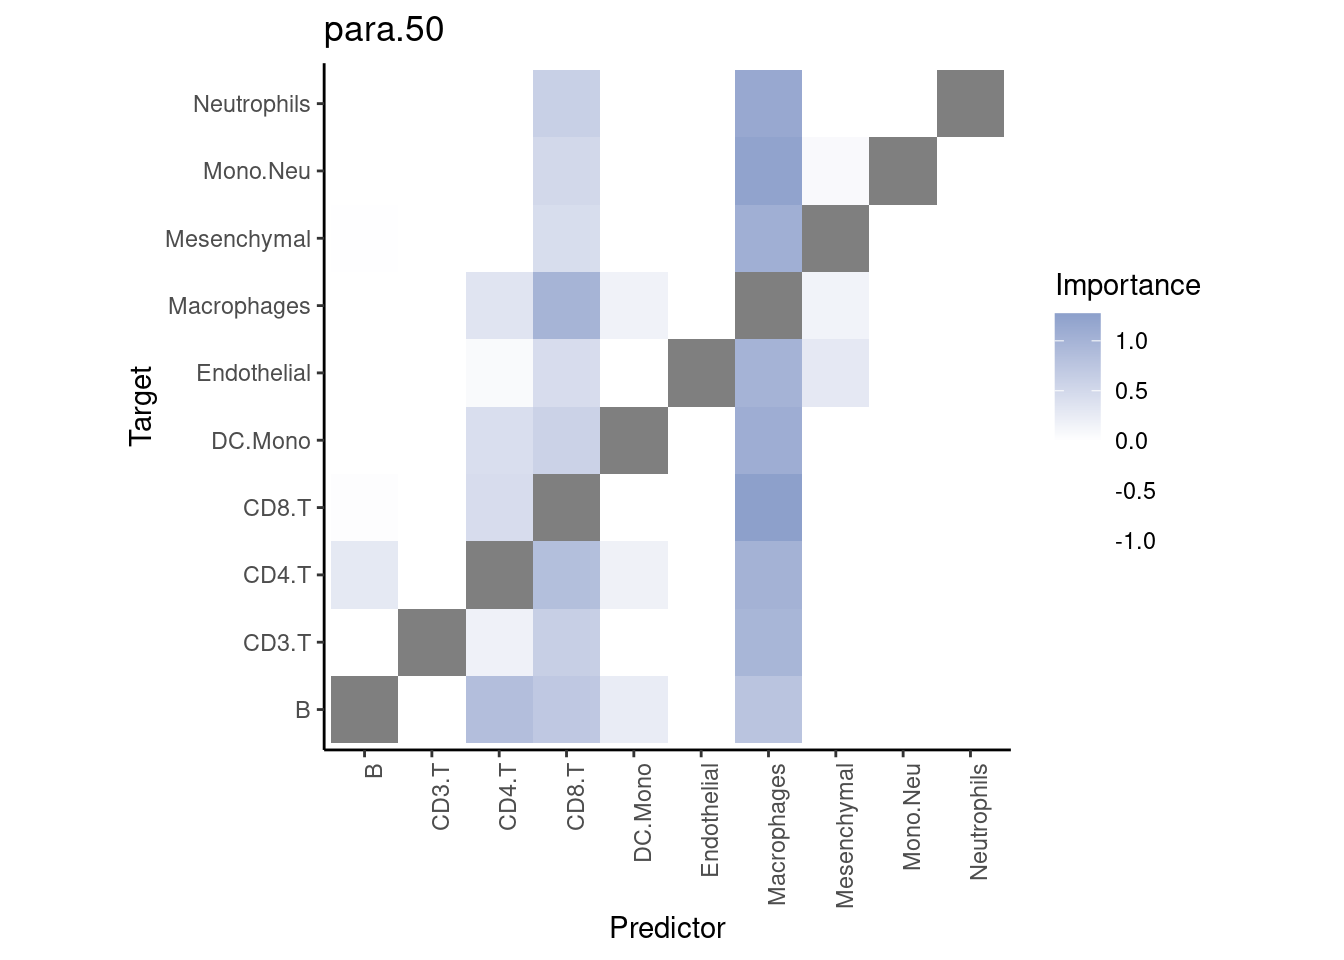 para.50
Target
Neutrophils
Mono.Neu
Mesenchymal
Macrophages
Endothelial
DC.Mono
CD8.T
CD4.T
CD3.T
B
B
CD3.T
CD4.T
CD8.T
DC.Mono
Endothelial
Macrophages
Mesenchymal
Mono.Neu
Neutrophils
Predictor
Importance
1.0
0.5
0.0
-0.5
-1.0